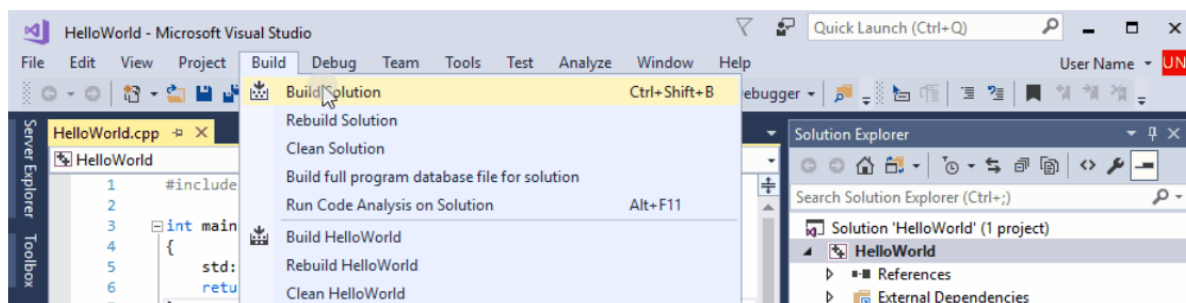 HelloWorld - Microsoft Visual Studio
Quick Launch (Ctrl+Q)
File Edit View Project Build Debug Team Tools Test Analyze Window Help
User Name UN
Build Solution Ctrl+Shift+B
ebugger
Rebuild Solution
Clean Solution
Build full program database file for solution
Run Code Analysis on Solution Alt+F11
Build HelloWorld
Rebuild HelloWorld
Clean HelloWorld
Server Explorer
Toolbox
HelloWorld.cpp
HelloWorld
1 #include
2
3 int main
4 {
5 std:
6 retu
Solution Explorer
Search Solution Explorer (Ctrl+;)
Solution 'HelloWorld' (1 project)
HelloWorld
References
External Dependencies